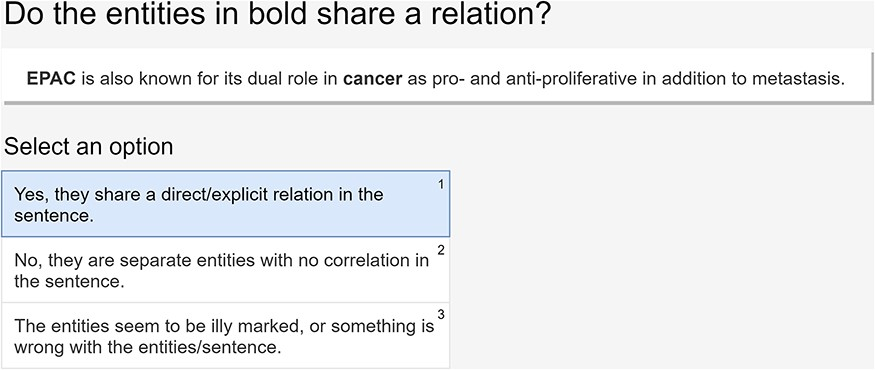 Do the entities in bold share a relation?
EPAC is also known for its dual role in cancer as pro- and anti-proliferative in addition to metastasis.
Select an option
Yes, they share a direct/explicit relation in the 1
sentence.
No, they are separate entities with no correlation in 2
the sentence.
The entities seem to be illy marked, or something is 3
wrong with the entities/sentence.